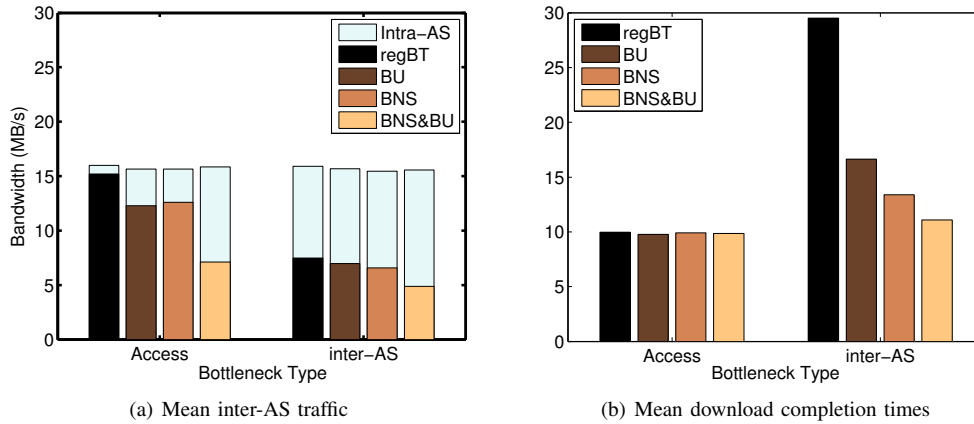 30
25
20
15
10
5
0
Bandwidth (MB/s)
Intra-AS
regBT
BU
BNS
BNS&BU
Access
inter-AS
Bottleneck Type
(a) Mean inter-AS traffic
30
25
20
15
10
5
0
regBT
BU
BNS
BNS&BU
Access
inter-AS
Bottleneck Type
(b) Mean download completion times